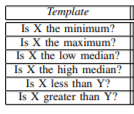 Template
Is X the minimum?
Is X the maximum?
Is X the low median?
Is X the high median?
Is X less than Y?
Is X greater than Y?